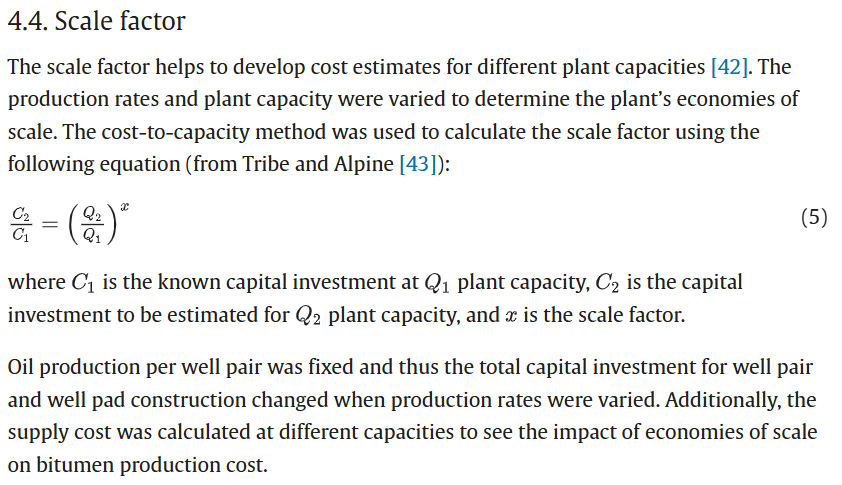 4.4. Scale factor
The scale factor helps to develop cost estimates for different plant capacities [42]. The
production rates and plant capacity were varied to determine the plant's economies of
scale. The cost-to-capacity method was used to calculate the scale factor using the
following equation (from Tribe and Alpine [43]):
C₂/C₁ = (Q₂/Q₁)ˣ (5)
where C₁ is the known capital investment at Q₁ plant capacity, C₂ is the capital
investment to be estimated for Q₂ plant capacity, and x is the scale factor.
Oil production per well pair was fixed and thus the total capital investment for well pair
and well pad construction changed when production rates were varied. Additionally, the
supply cost was calculated at different capacities to see the impact of economies of scale
on bitumen production cost.